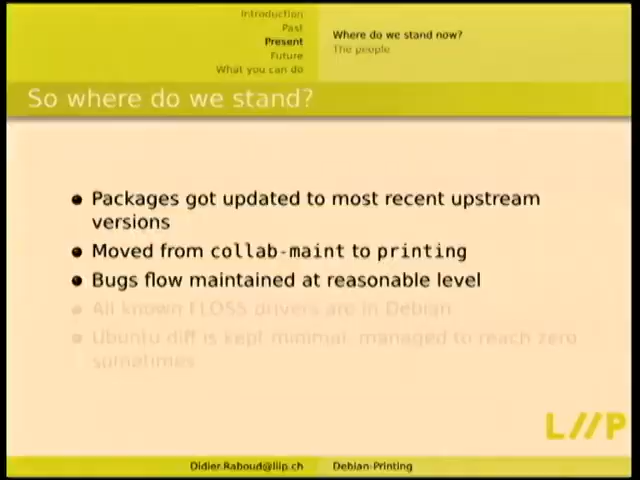 Introduction
Past
Present
Future
What you can do
Where do we stand now?
The people
So where do we stand?
Packages got updated to most recent upstream
versions
Moved from collab-maint to printing
Bugs flow maintained at reasonable level
All known FLOSS drivers are in Debian
Ubuntu diff is kept minimal, managed to reach zero
sometimes
L//P
Didier.Raboud@liip.ch
Debian-Printing